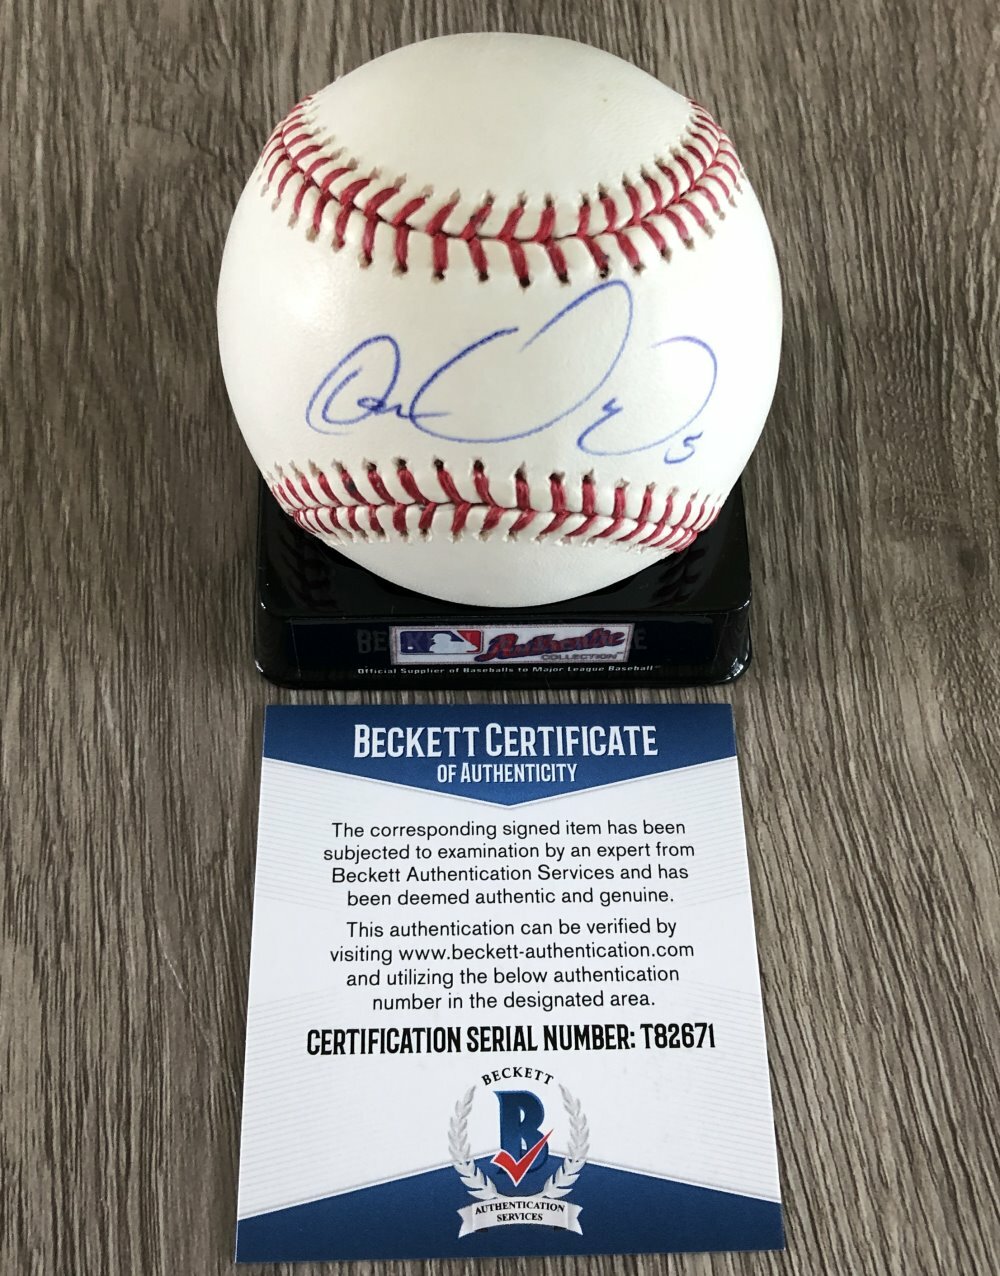 5
Authentic
COLLECTION™
Official Supplier of Baseballs to Major League Baseball™
BECKETT CERTIFICATE
OF AUTHENTICITY
The corresponding signed item has been
subjected to examination by an expert from
Beckett Authentication Services and has
been deemed authentic and genuine.
This authentication can be verified by
visiting www.beckett-authentication.com
and utilizing the below authentication
number in the designated area.
CERTIFICATION SERIAL NUMBER: T82671
BECKETT
B
AUTHENTICATION
SERVICES